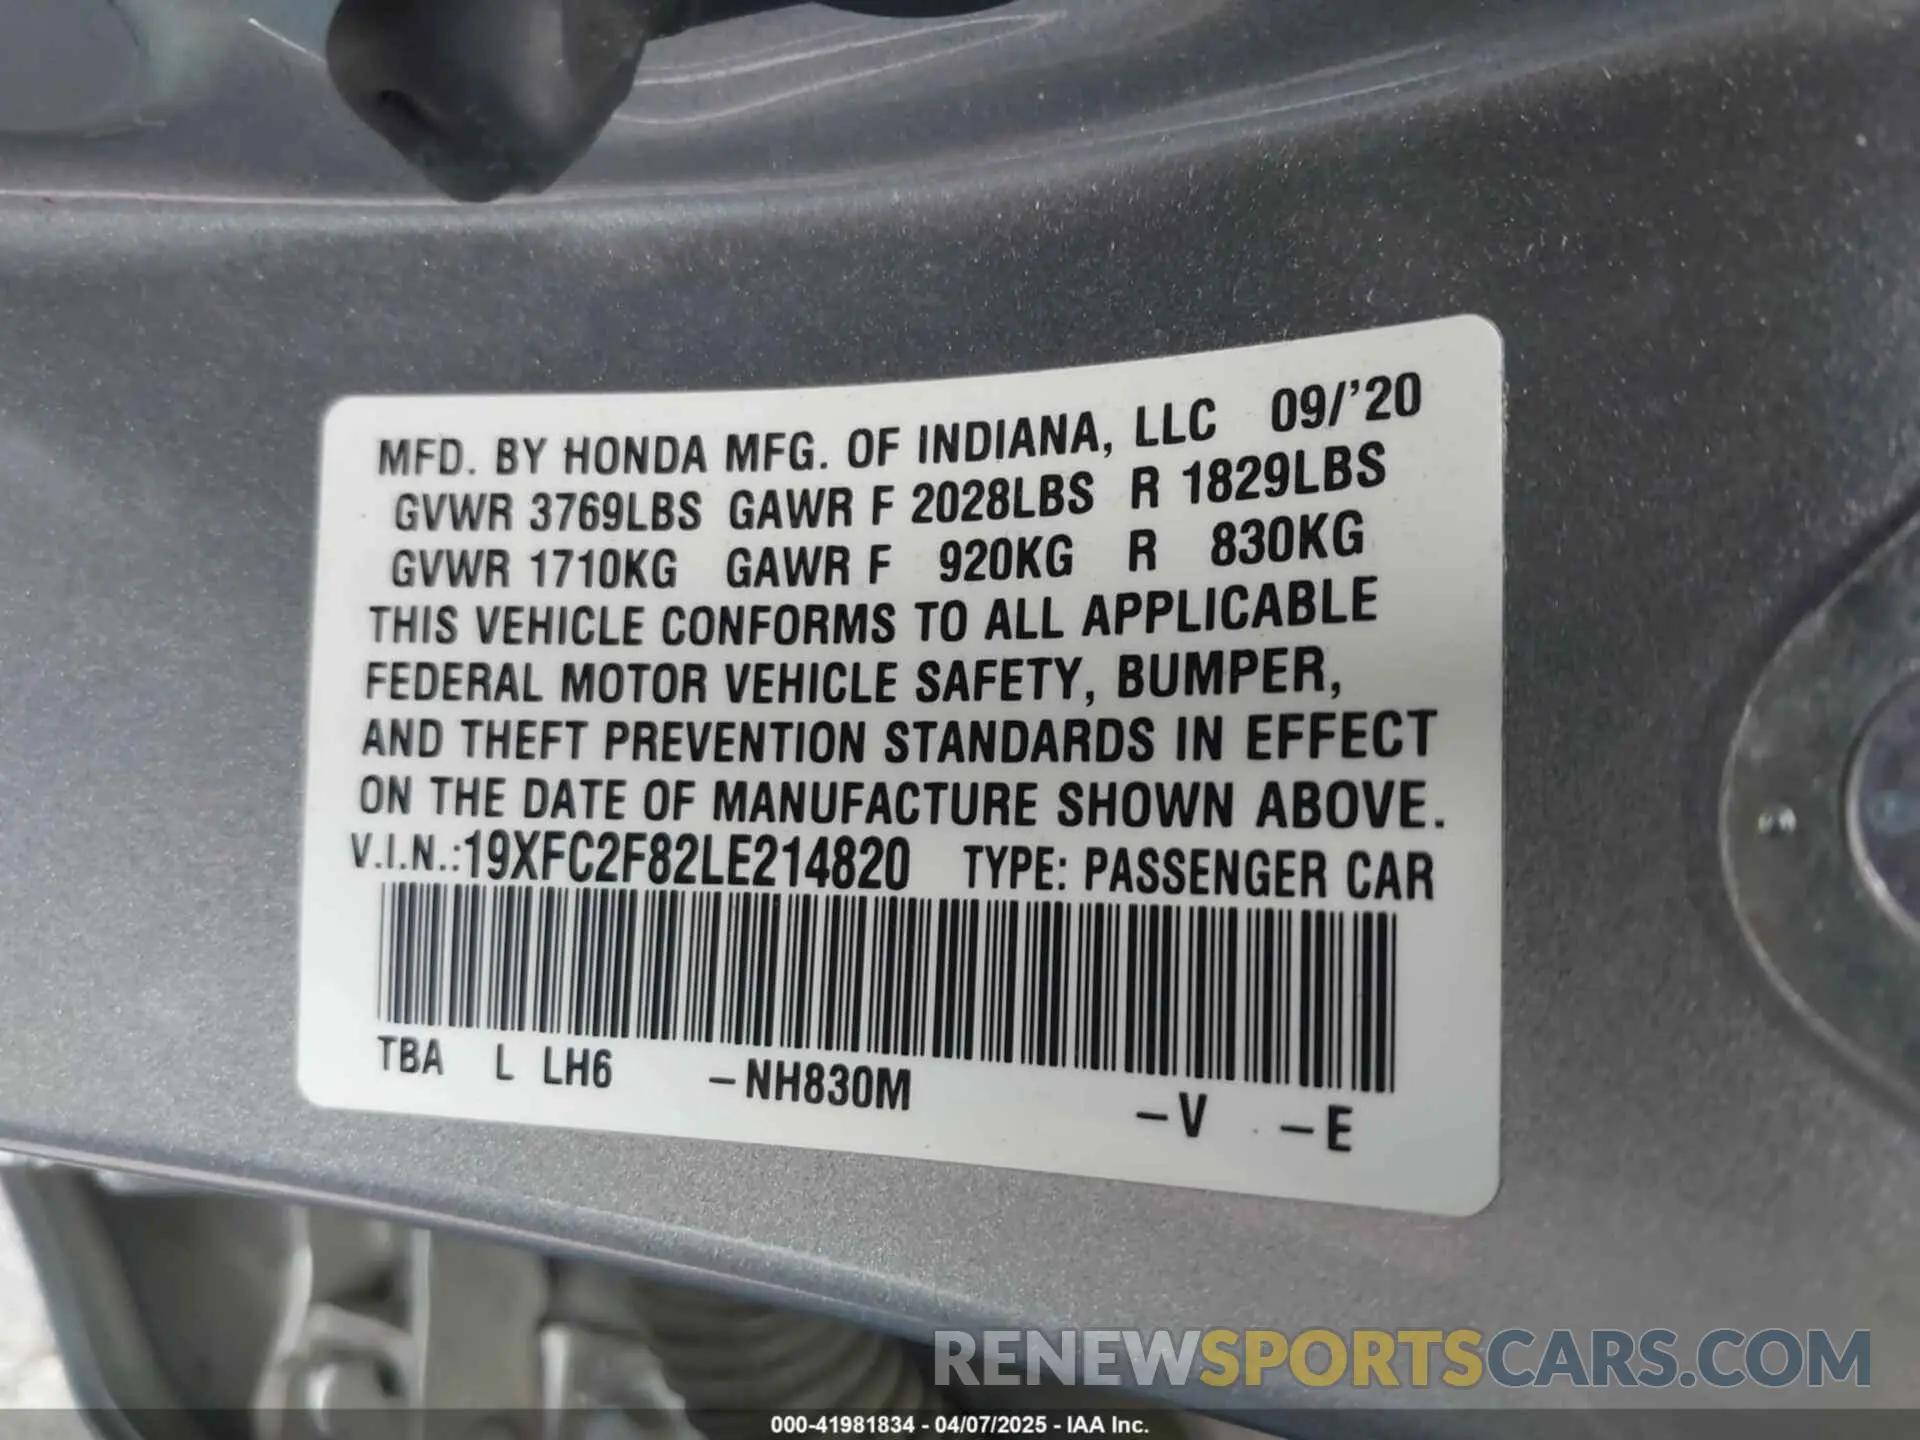 MFD. BY HONDA MFG. OF INDIANA, LLC 09/'20
GVWR 3769LBS GAWR F 2028LBS R 1829LBS
GVWR 1710KG GAWR F 920KG R 830KG
THIS VEHICLE CONFORMS TO ALL APPLICABLE
FEDERAL MOTOR VEHICLE SAFETY, BUMPER,
AND THEFT PREVENTION STANDARDS IN EFFECT
ON THE DATE OF MANUFACTURE SHOWN ABOVE.
V.I.N.:19XFC2F82LE214820 TYPE: PASSENGER CAR
TBA L LH6 –NH830M –V –E
RENEWSPORTSCARS.COM
000-41981834 - 04/07/2025 - IAA Inc.